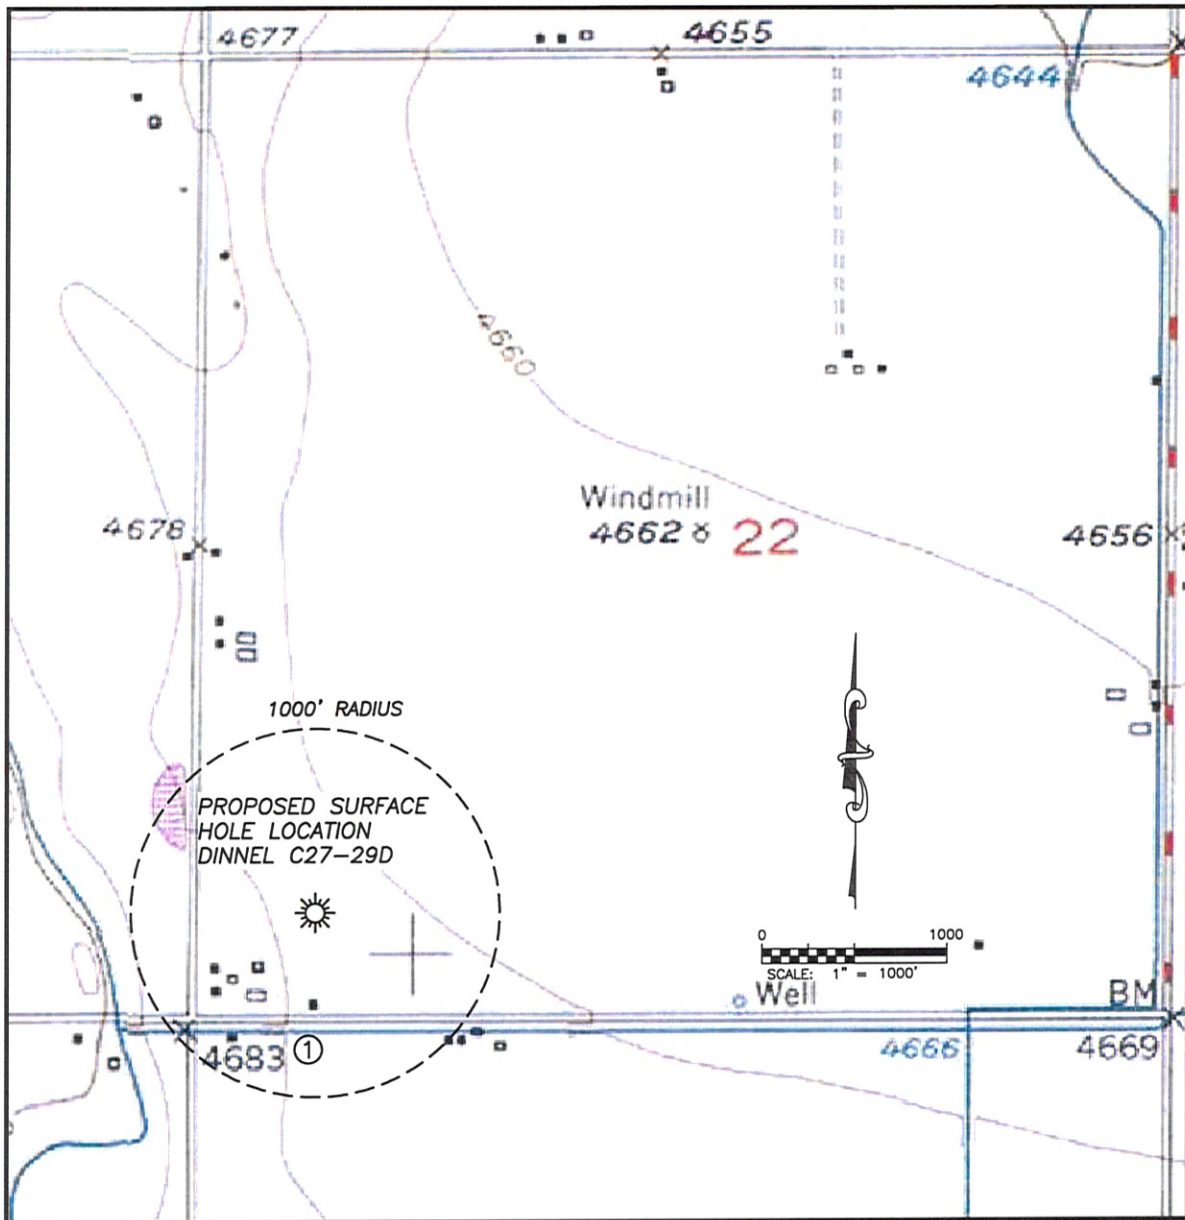 4677
4655
4644
4660
Windmill
4662 22
4678
4656
1000' RADIUS
PROPOSED SURFACE
HOLE LOCATION
DINNEL C27-29D
0 1000
SCALE: 1" = 1000'
Well
BM
4683
1
4666
4669